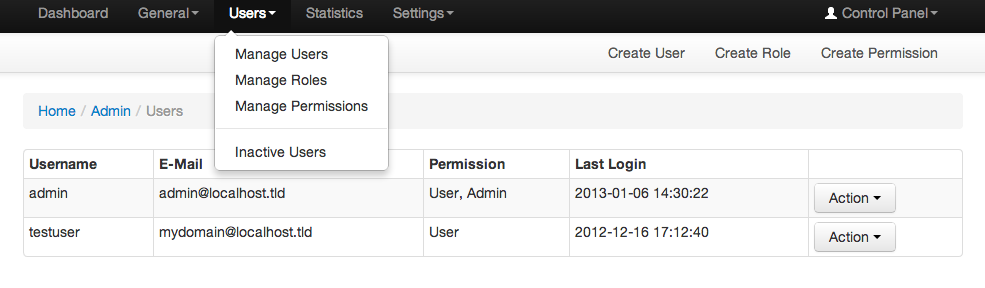 Dashboard General Users Statistics Settings Control Panel
Manage Users
Manage Roles
Manage Permissions
Inactive Users
Create User Create Role Create Permission
Home / Admin / Users
Username E-Mail Permission Last Login
admin admin@localhost.tld User, Admin 2013-01-06 14:30:22 Action
testuser mydomain@localhost.tld User 2012-12-16 17:12:40 Action